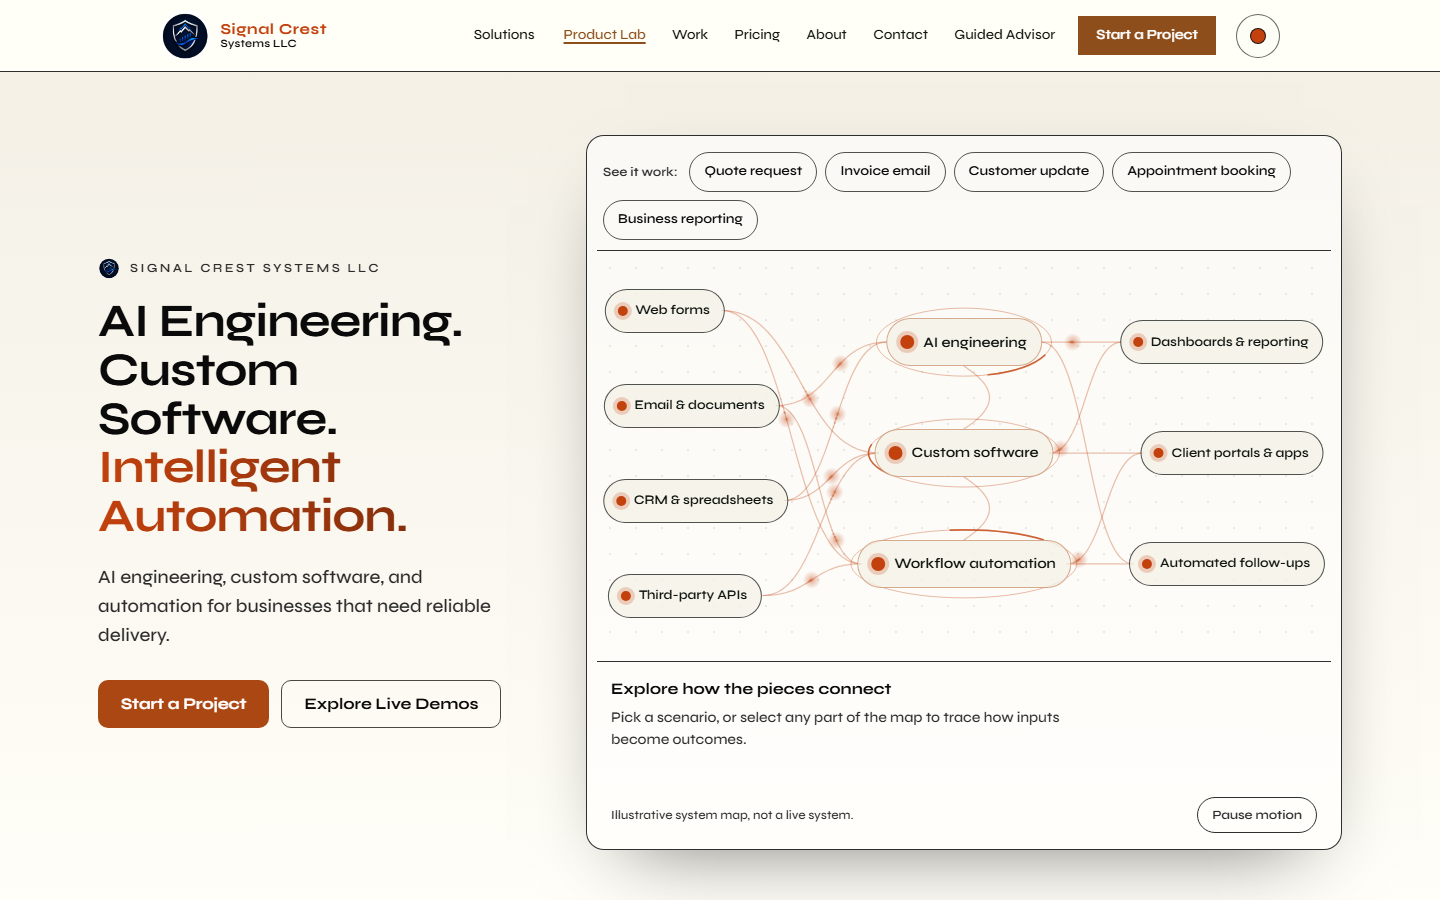 Signal Crest
Systems LLC
Solutions
Product Lab
Work
Pricing
About
Contact
Guided Advisor
Start a Project
SIGNAL CREST SYSTEMS LLC
AI Engineering.
Custom
Software.
Intelligent
Automation.
AI engineering, custom software, and
automation for businesses that need reliable
delivery.
Start a Project
Explore Live Demos
See it work:
Quote request
Invoice email
Customer update
Appointment booking
Business reporting
Web forms
Email & documents
CRM & spreadsheets
Third-party APIs
AI engineering
Custom software
Workflow automation
Dashboards & reporting
Client portals & apps
Automated follow-ups
Explore how the pieces connect
Pick a scenario, or select any part of the map to trace how inputs
become outcomes.
Illustrative system map, not a live system.
Pause motion